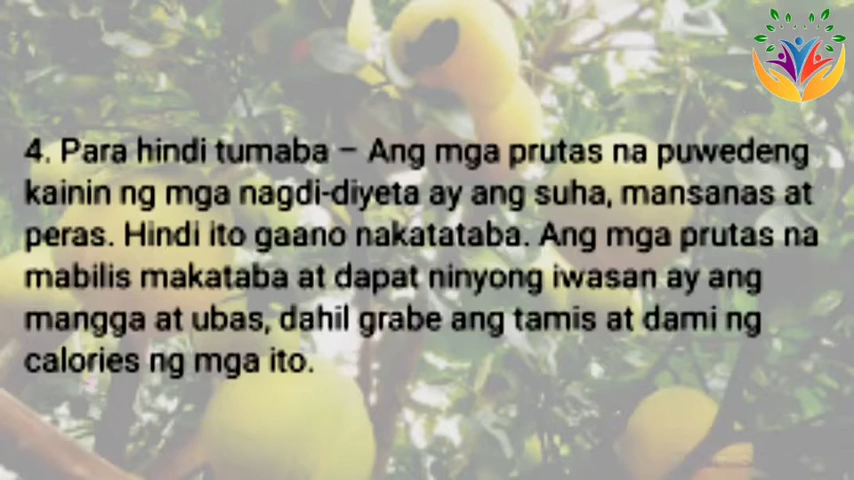 4. Para hindi tumaba – Ang mga prutas na puwedeng
kainin ng mga nagdi-diyeta ay ang suha, mansanas at
peras. Hindi ito gaano nakatataba. Ang mga prutas na
mabilis makataba at dapat ninyong iwasan ay ang
mangga at ubas, dahil grabe ang tamis at dami ng
calories ng mga ito.